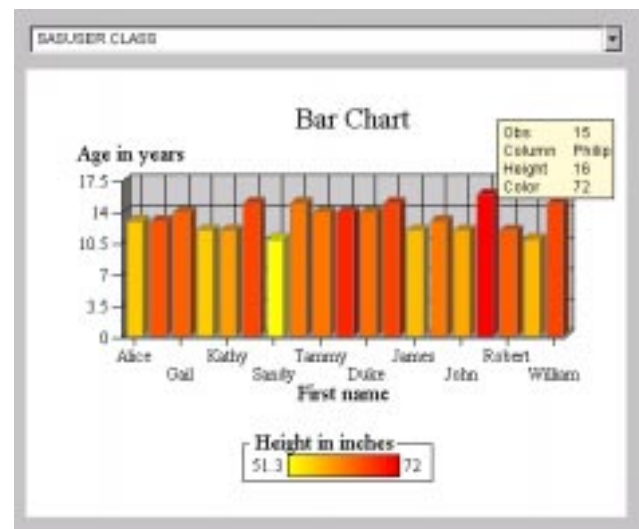 SASUSER CLASS
Bar Chart
Obs 15
Column Philip
Height 16
Color 72
Age in years
17.5
14
10.5
7
3.5
0
Alice Kathy Tammy James Robert
Gail Sandy Duke John William
First name
Height in inches
51.3 72